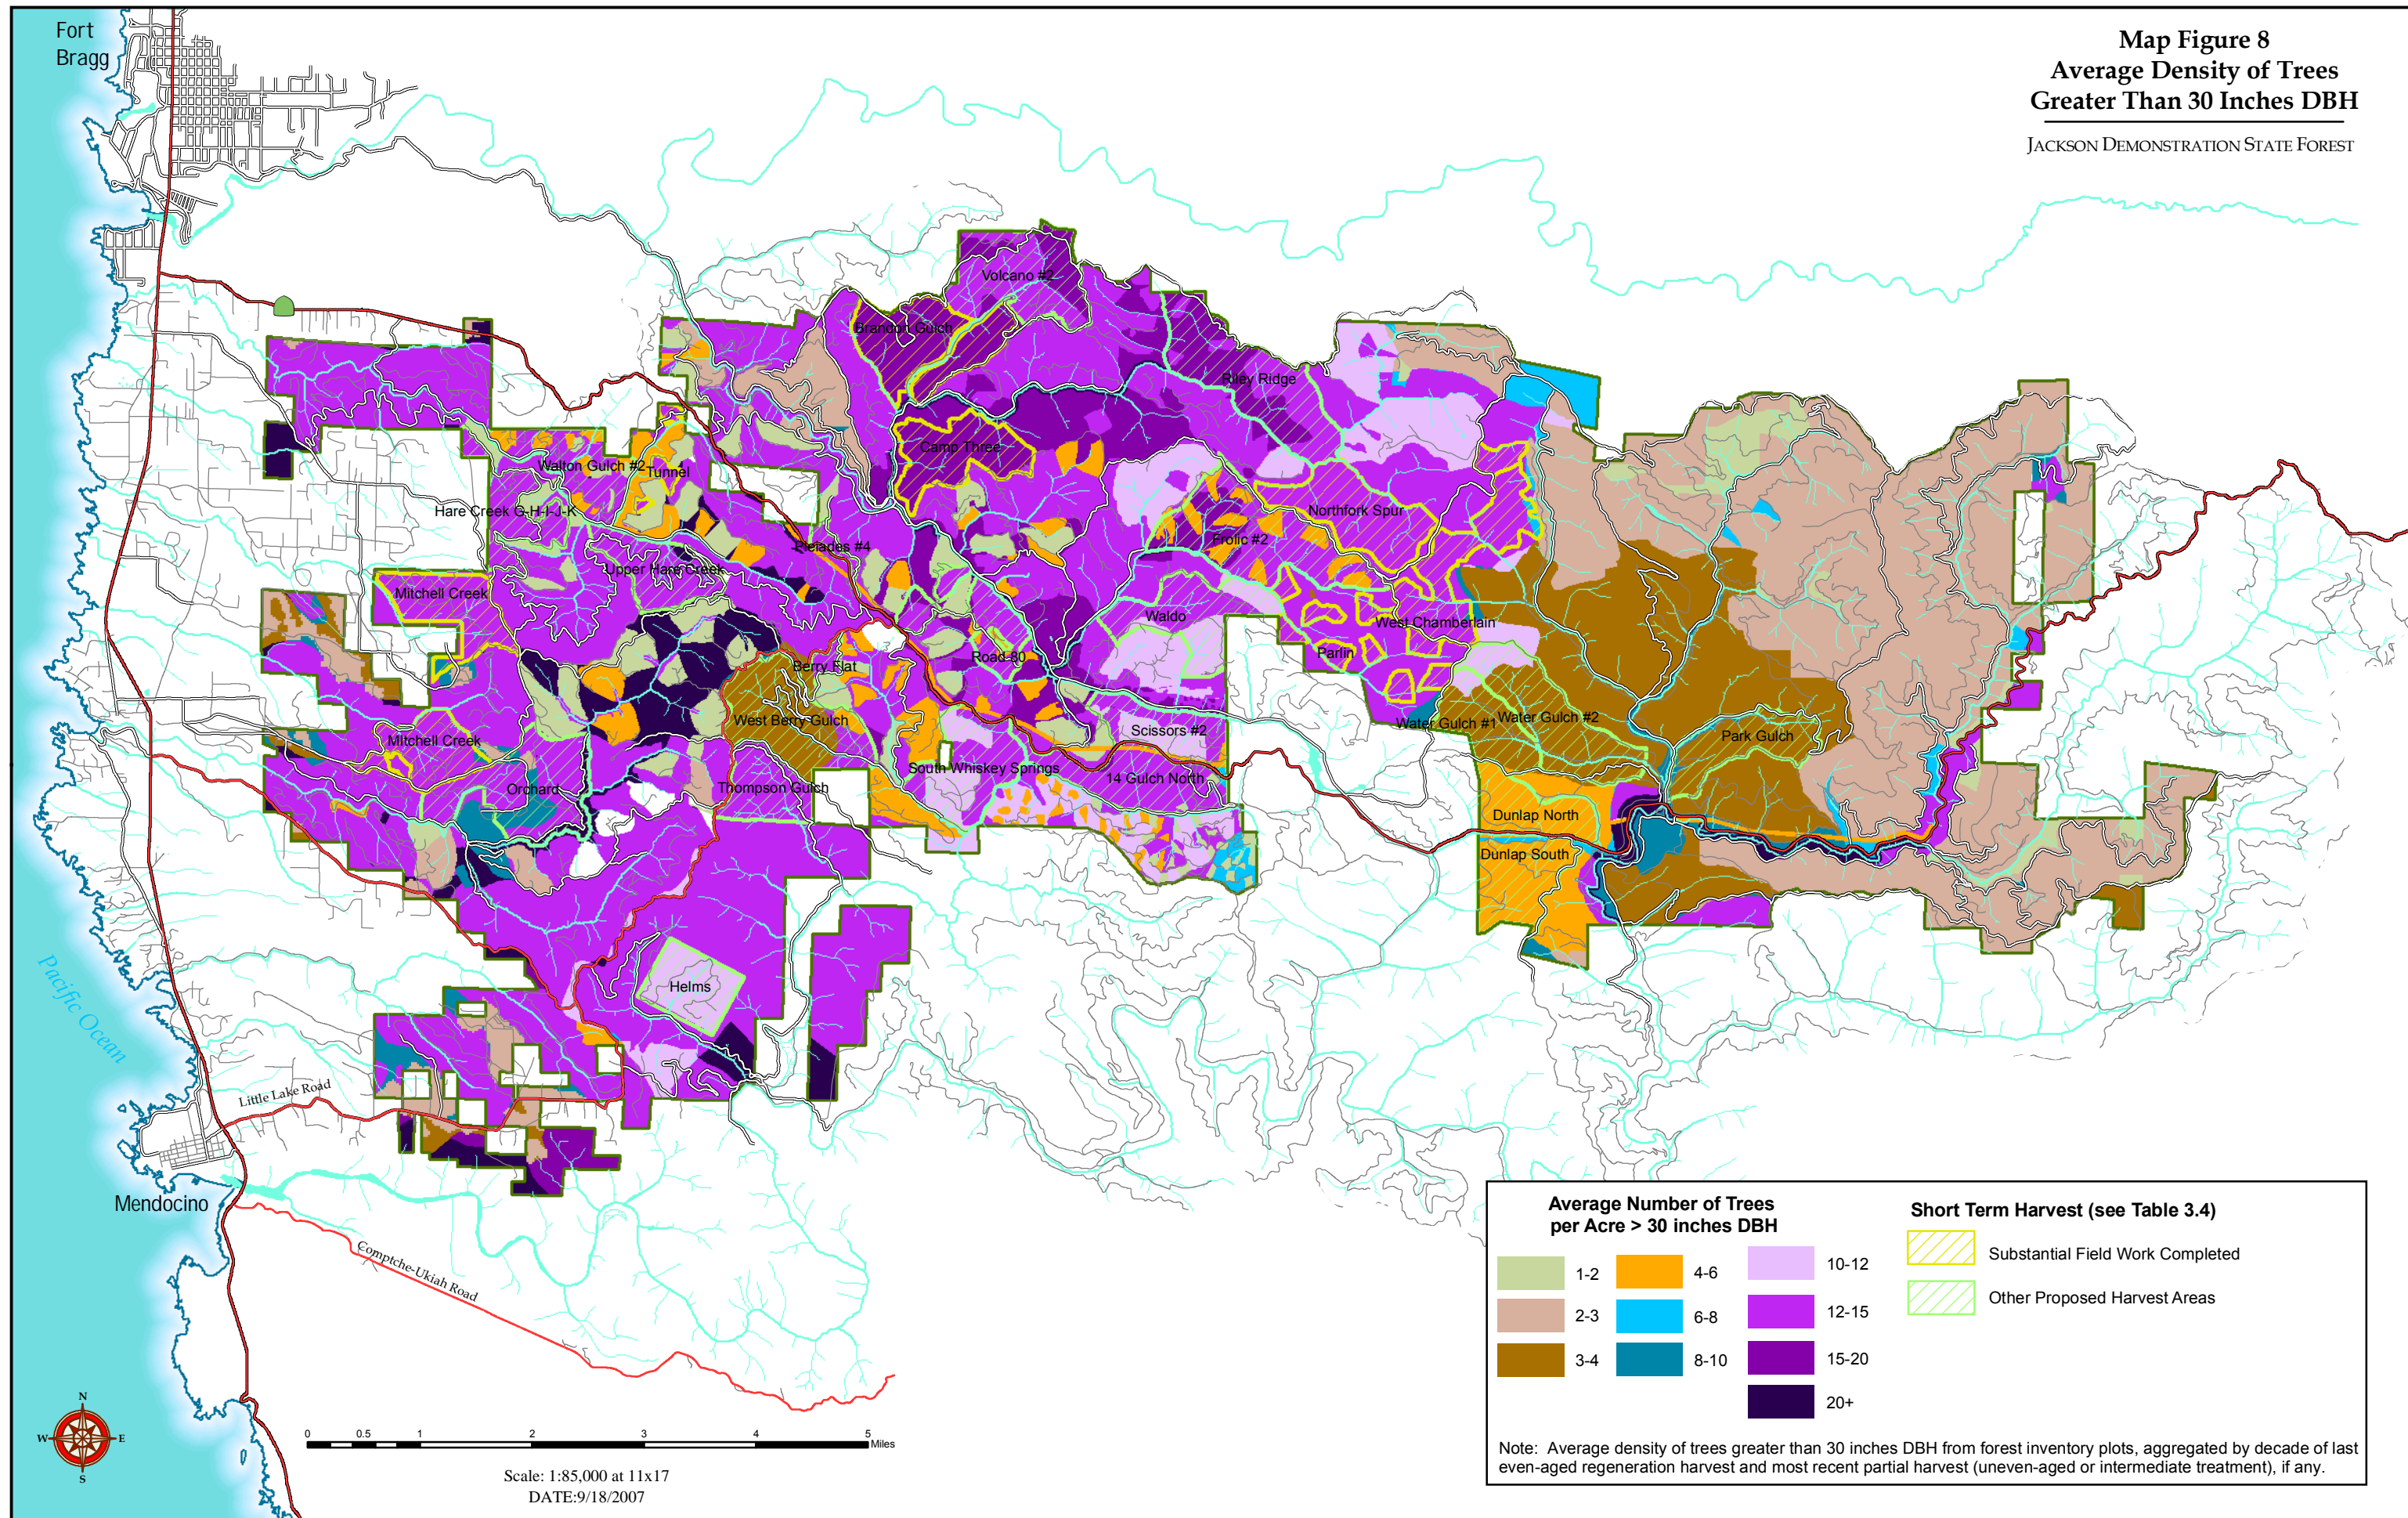 Fort
Bragg
Map Figure 8
Average Density of Trees
Greater Than 30 Inches DBH
JACKSON DEMONSTRATION STATE FOREST
Volcano #2
Brandon Gulch
Riley Ridge
Camp Three
Walton Gulch #2
Tunnel
Hare Creek G-H-I-J-K
Northfork Spur
Frolic #2
Pleiades #4
Upper Hare Creek
Mitchell Creek
Waldo
West Chamberlain
Parlin
Road 80
Berry Flat
West Berry Gulch
Water Gulch #1
Water Gulch #2
Scissors #2
Park Gulch
Mitchell Creek
South Whiskey Springs
14 Gulch North
Orchard
Thompson Gulch
Dunlap North
Dunlap South
Helms
Pacific Ocean
Little Lake Road
Mendocino
Comptche-Ukiah Road
Average Number of Trees
per Acre > 30 inches DBH
1-2
2-3
3-4
4-6
6-8
8-10
10-12
12-15
15-20
20+
Short Term Harvest (see Table 3.4)
Substantial Field Work Completed
Other Proposed Harvest Areas
Note: Average density of trees greater than 30 inches DBH from forest inventory plots, aggregated by decade of last
even-aged regeneration harvest and most recent partial harvest (uneven-aged or intermediate treatment), if any.
N
W
E
S
0 0.5 1 2 3 4 5
Miles
Scale: 1:85,000 at 11x17
DATE:9/18/2007